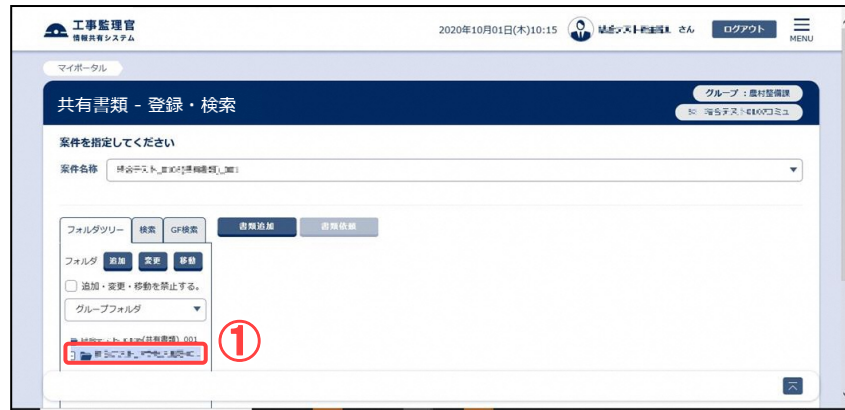 工事監理官
情報共有システム
2020年10月01日(木)10:15 さん ログアウト MENU
マイポータル
共有書類 - 登録・検索
グループ：農村整備課
案件を指定してください
案件名称
フォルダツリー 検索 GF検索 書類追加 書類依頼
フォルダ 追加 変更 移動
追加・変更・移動を禁止する。
グループフォルダ
(共有書類)_001
①